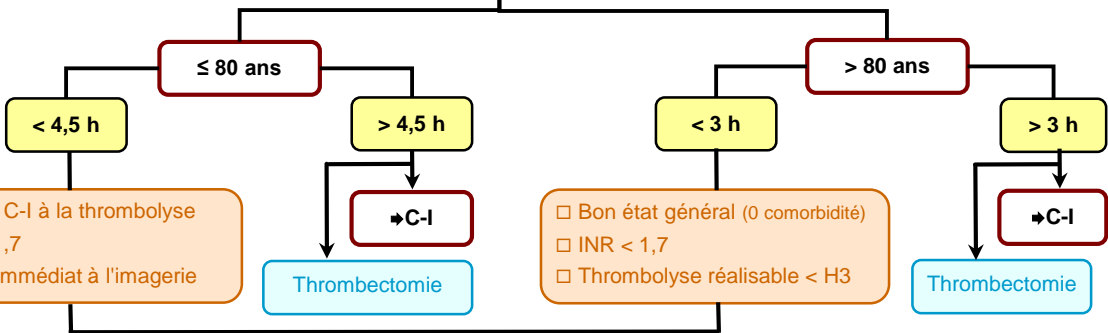 ≤ 80 ans
> 80 ans
< 4,5 h
> 4,5 h
< 3 h
> 3 h
C-I à la thrombolyse
,7
mmédiat à l'imagerie
➧C-I
Thrombectomie
□ Bon état général (0 comorbidité)
□ INR < 1,7
□ Thrombolyse réalisable < H3
➧C-I
Thrombectomie